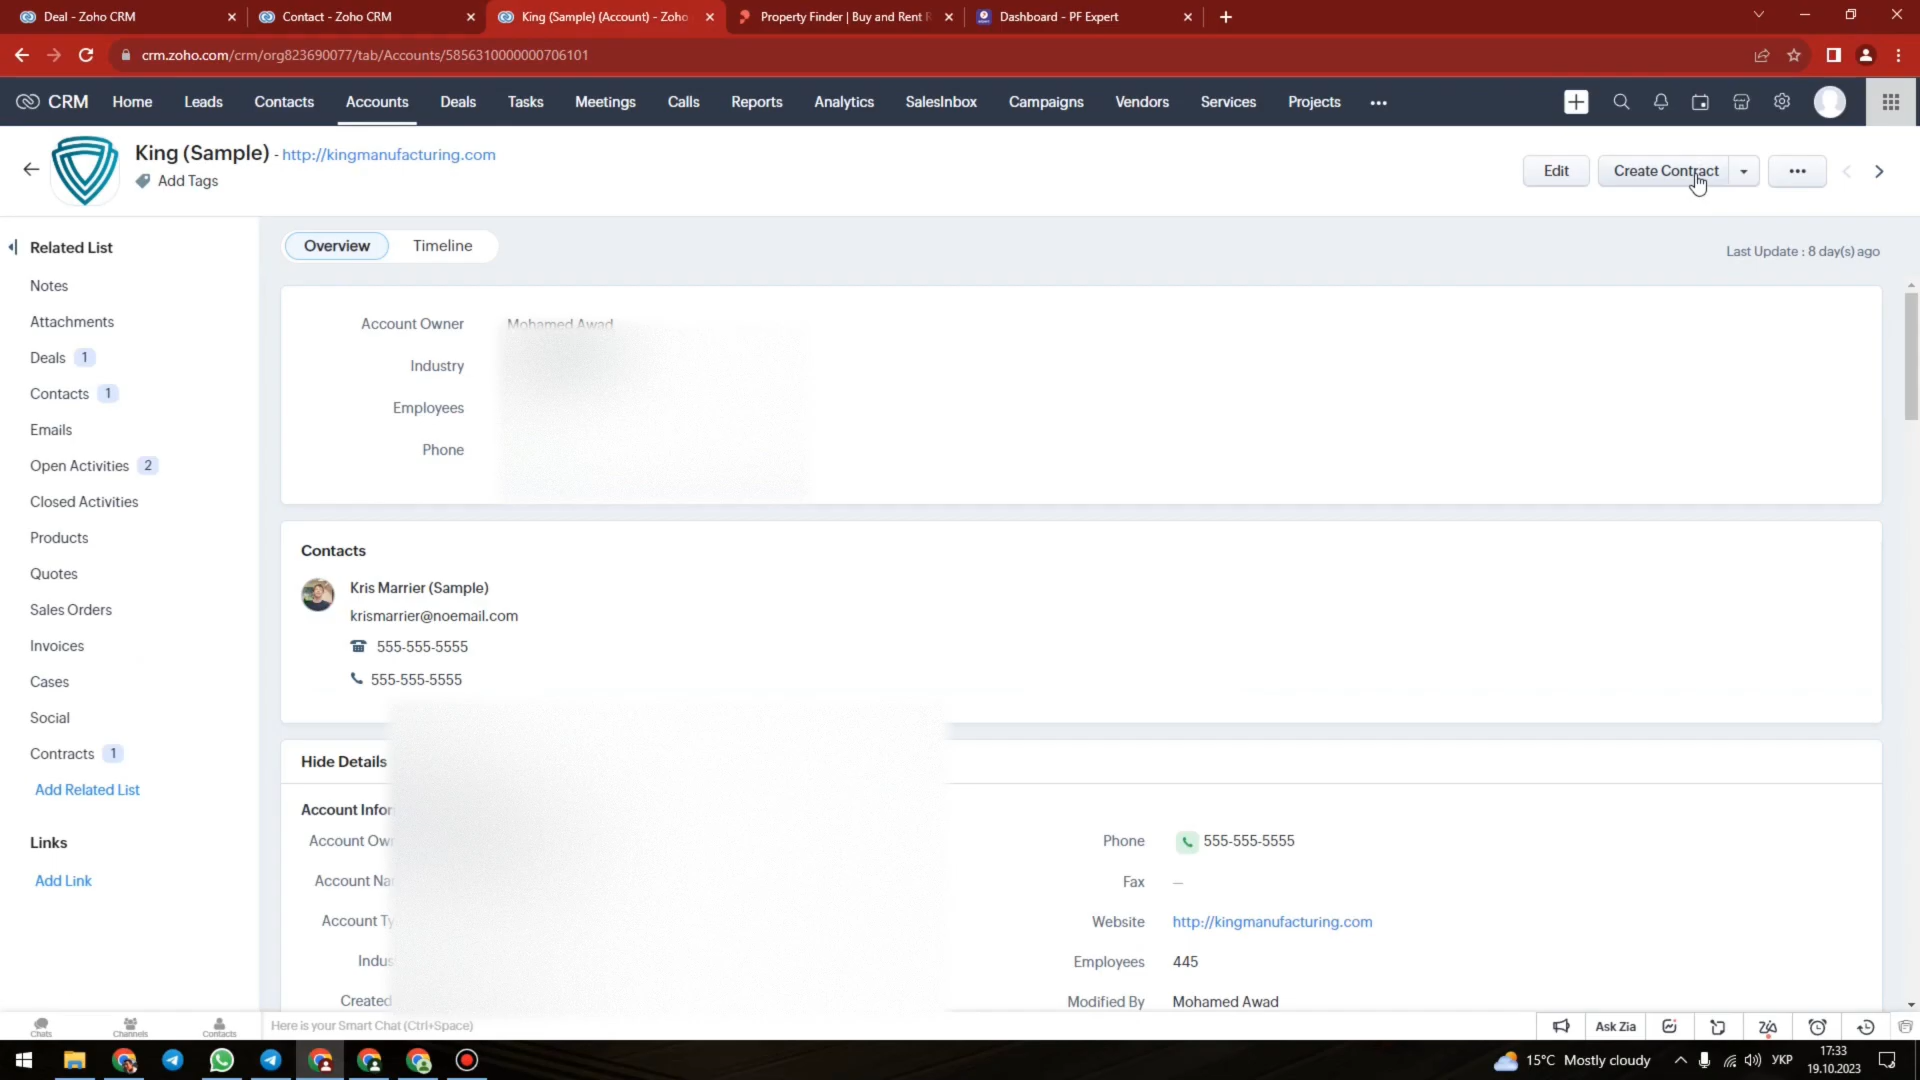 Deal - Zoho CRM
Contact - Zoho CRM
King (Sample) (Account) - Zoho
Property Finder | Buy and Rent
Dashboard - PF Expert
crm.zoho.com/crm/org823690077/tab/Accounts/5856310000000706101
CRM Home Leads Contacts Accounts Deals Tasks Meetings Calls Reports Analytics SalesInbox Campaigns Vendors Services Projects •••
King (Sample) - http://kingmanufacturing.com
Add Tags
Edit
Create Contract
Related List
Notes
Attachments
Deals 1
Contacts 1
Emails
Open Activities 2
Closed Activities
Products
Quotes
Sales Orders
Invoices
Cases
Social
Contracts 1
Add Related List
Links
Add Link
Overview Timeline
Last Update : 8 day(s) ago
Account Owner Mohamed Awad
Industry
Employees
Phone
Contacts
Kris Marrier (Sample)
krismarrier@noemail.com
555-555-5555
555-555-5555
Hide Details
Account
Account
Account
Account
Created
Phone 555-555-5555
Fax —
Website http://kingmanufacturing.com
Employees 445
Modified By Mohamed Awad
Chats Channels Contacts
Here is your Smart Chat (Ctrl+Space)
Ask Zia
15°C Mostly cloudy
УКР
17:33
19.10.2023